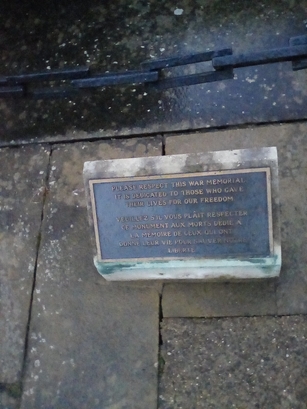 PLEASE RESPECT THIS WAR MEMORIAL
IT IS DEDICATED TO THOSE WHO GAVE
THEIR LIVES FOR OUR FREEDOM
VEUILLEZ S'IL VOUS PLAIT RESPECTER
CE MONUMENT AUX MORTS DEDIE A
LA MEMOIRE DE CEUX QUI ONT
DONNE LEUR VIE POUR
LIBERTE